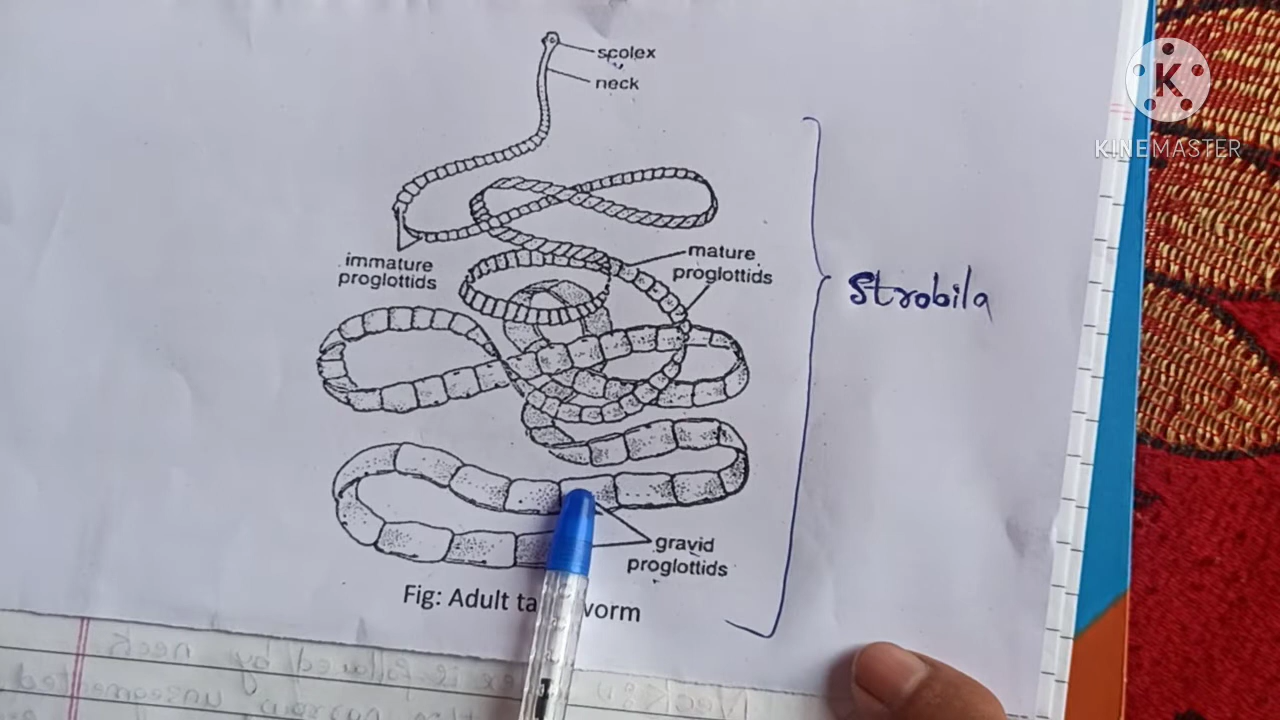 scolex
neck
K
KINEMASTER
immature
proglottids
mature
proglottids
Strobila
gravid
proglottids
Fig: Adult ta worm